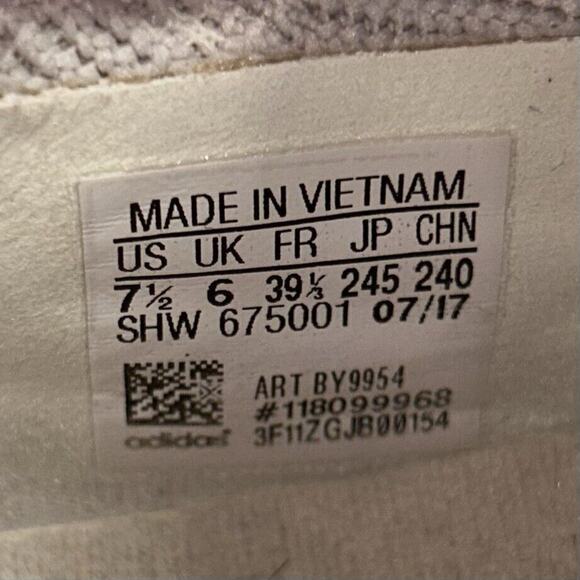 MADE IN VIETNAM
US UK FR JP CHN
7½ 6 39⅓ 245 240
SHW 675001 07/17
ART BY9954
#118099968
adidas 3F11ZGJB00154